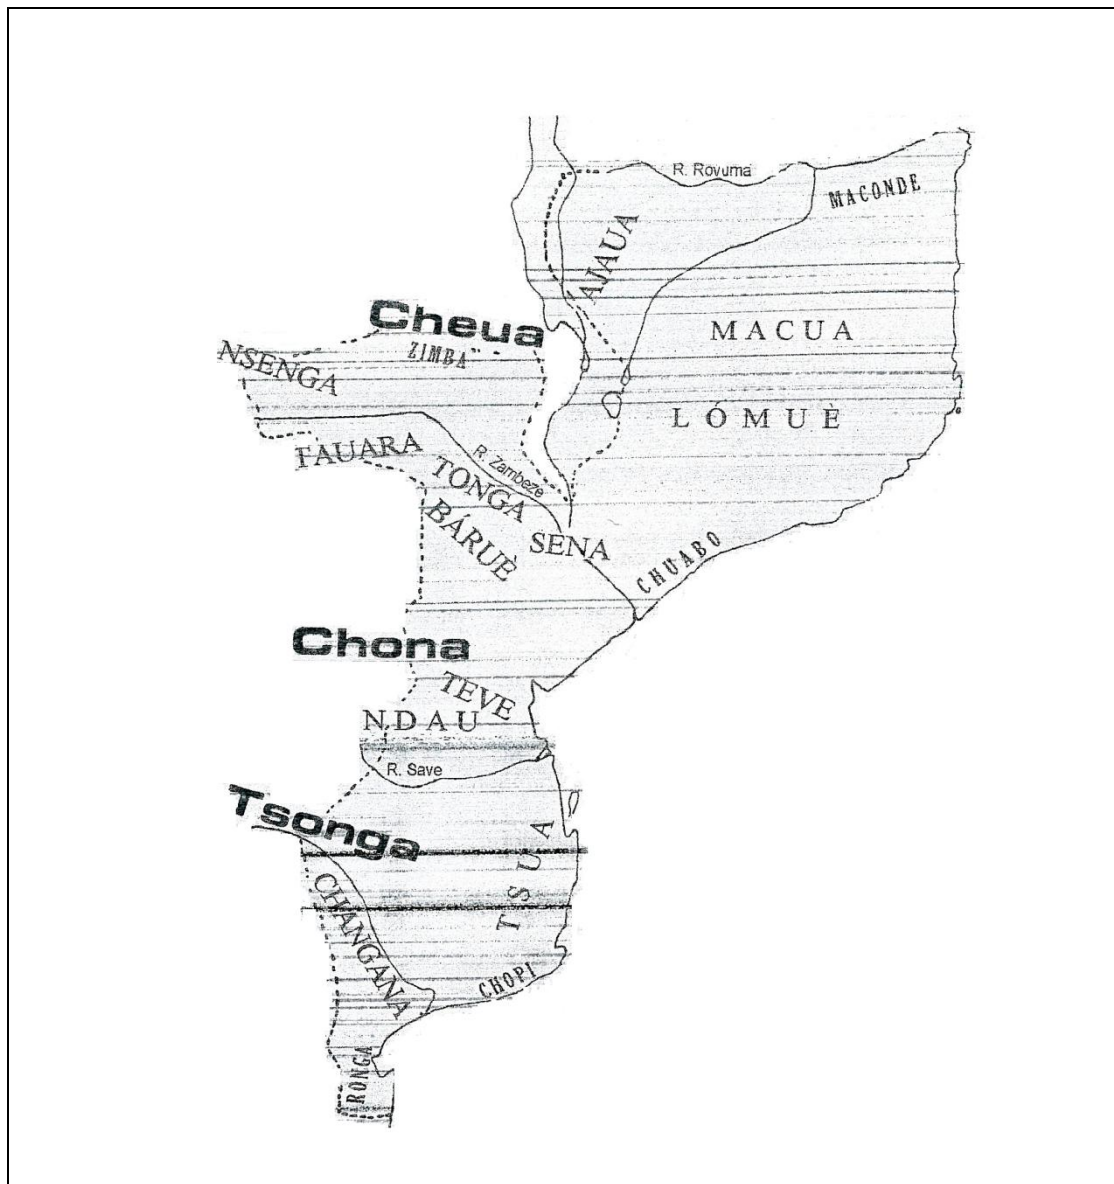 R. Rovuma
MACONDE
AJAUA
Cheua
ZIMBA
MACUA
NSENGA
LÓMUÈ
TAUARA
R. Zambeze
TONGA
BÁRUÈ
SENA
CHUABO
Chona
TEVE
NDAU
R. Save
Tsonga
TSUA
CHANGANA
CHOPI
RONGA